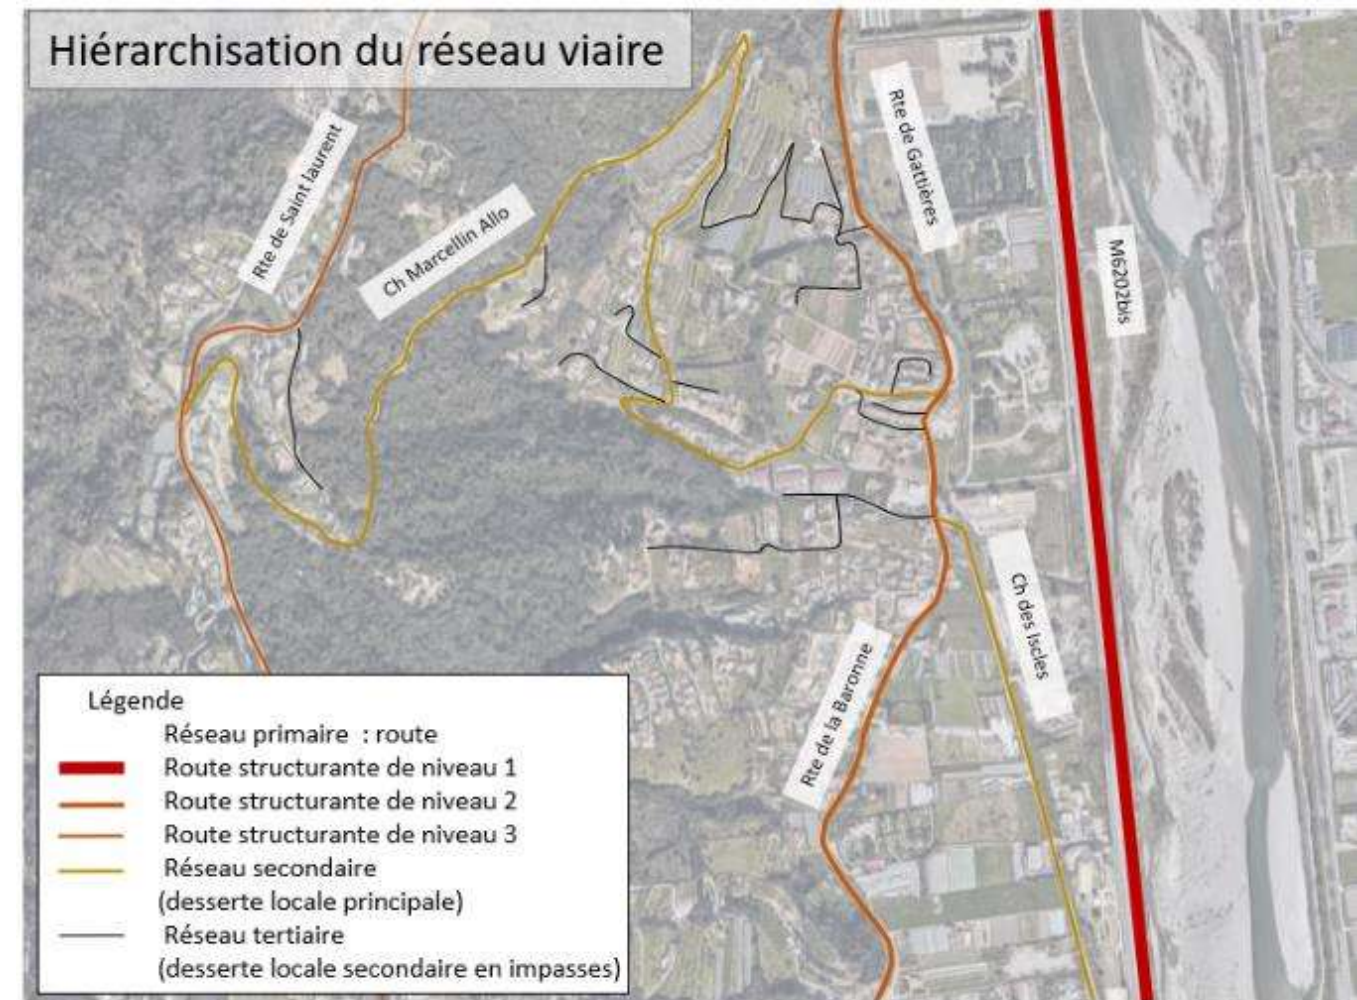 Hiérarchisation du réseau viaire
Rte de Saint laurent
Ch Marcellin Allo
Rte de Gattières
M6202bis
Ch des Iscles
Rte de la Baronne
Légende
Réseau primaire : route
Route structurante de niveau 1
Route structurante de niveau 2
Route structurante de niveau 3
Réseau secondaire
(desserte locale principale)
Réseau tertiaire
(desserte locale secondaire en impasses)